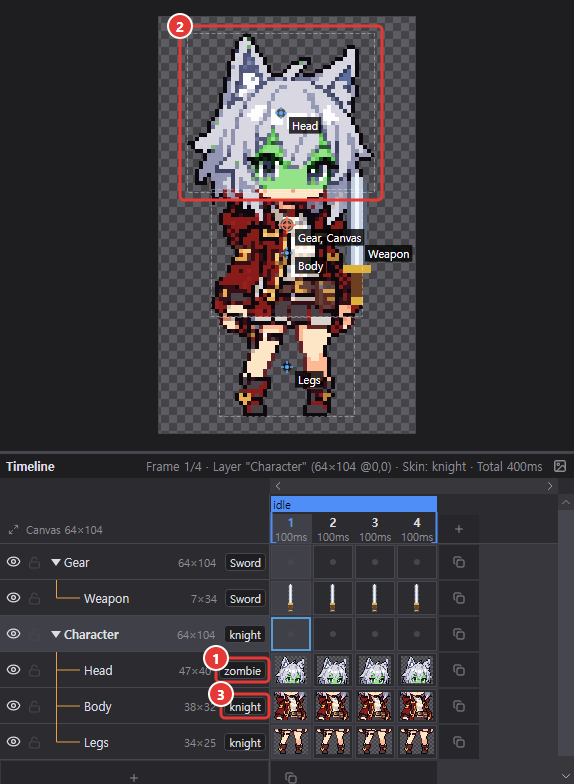 2
Head
Gear, Canvas
Weapon
Body
Legs
Timeline
Frame 1/4 · Layer "Character" (64×104 @0,0) · Skin: knight · Total 400ms
idle
Canvas 64×104
1 2 3 4 +
100ms 100ms 100ms 100ms
Gear 64×104 Sword
Weapon 7×34 Sword
Character 64×104 knight
1
Head 47×40 zombie
3
Body 38×32 knight
Legs 34×25 knight
+